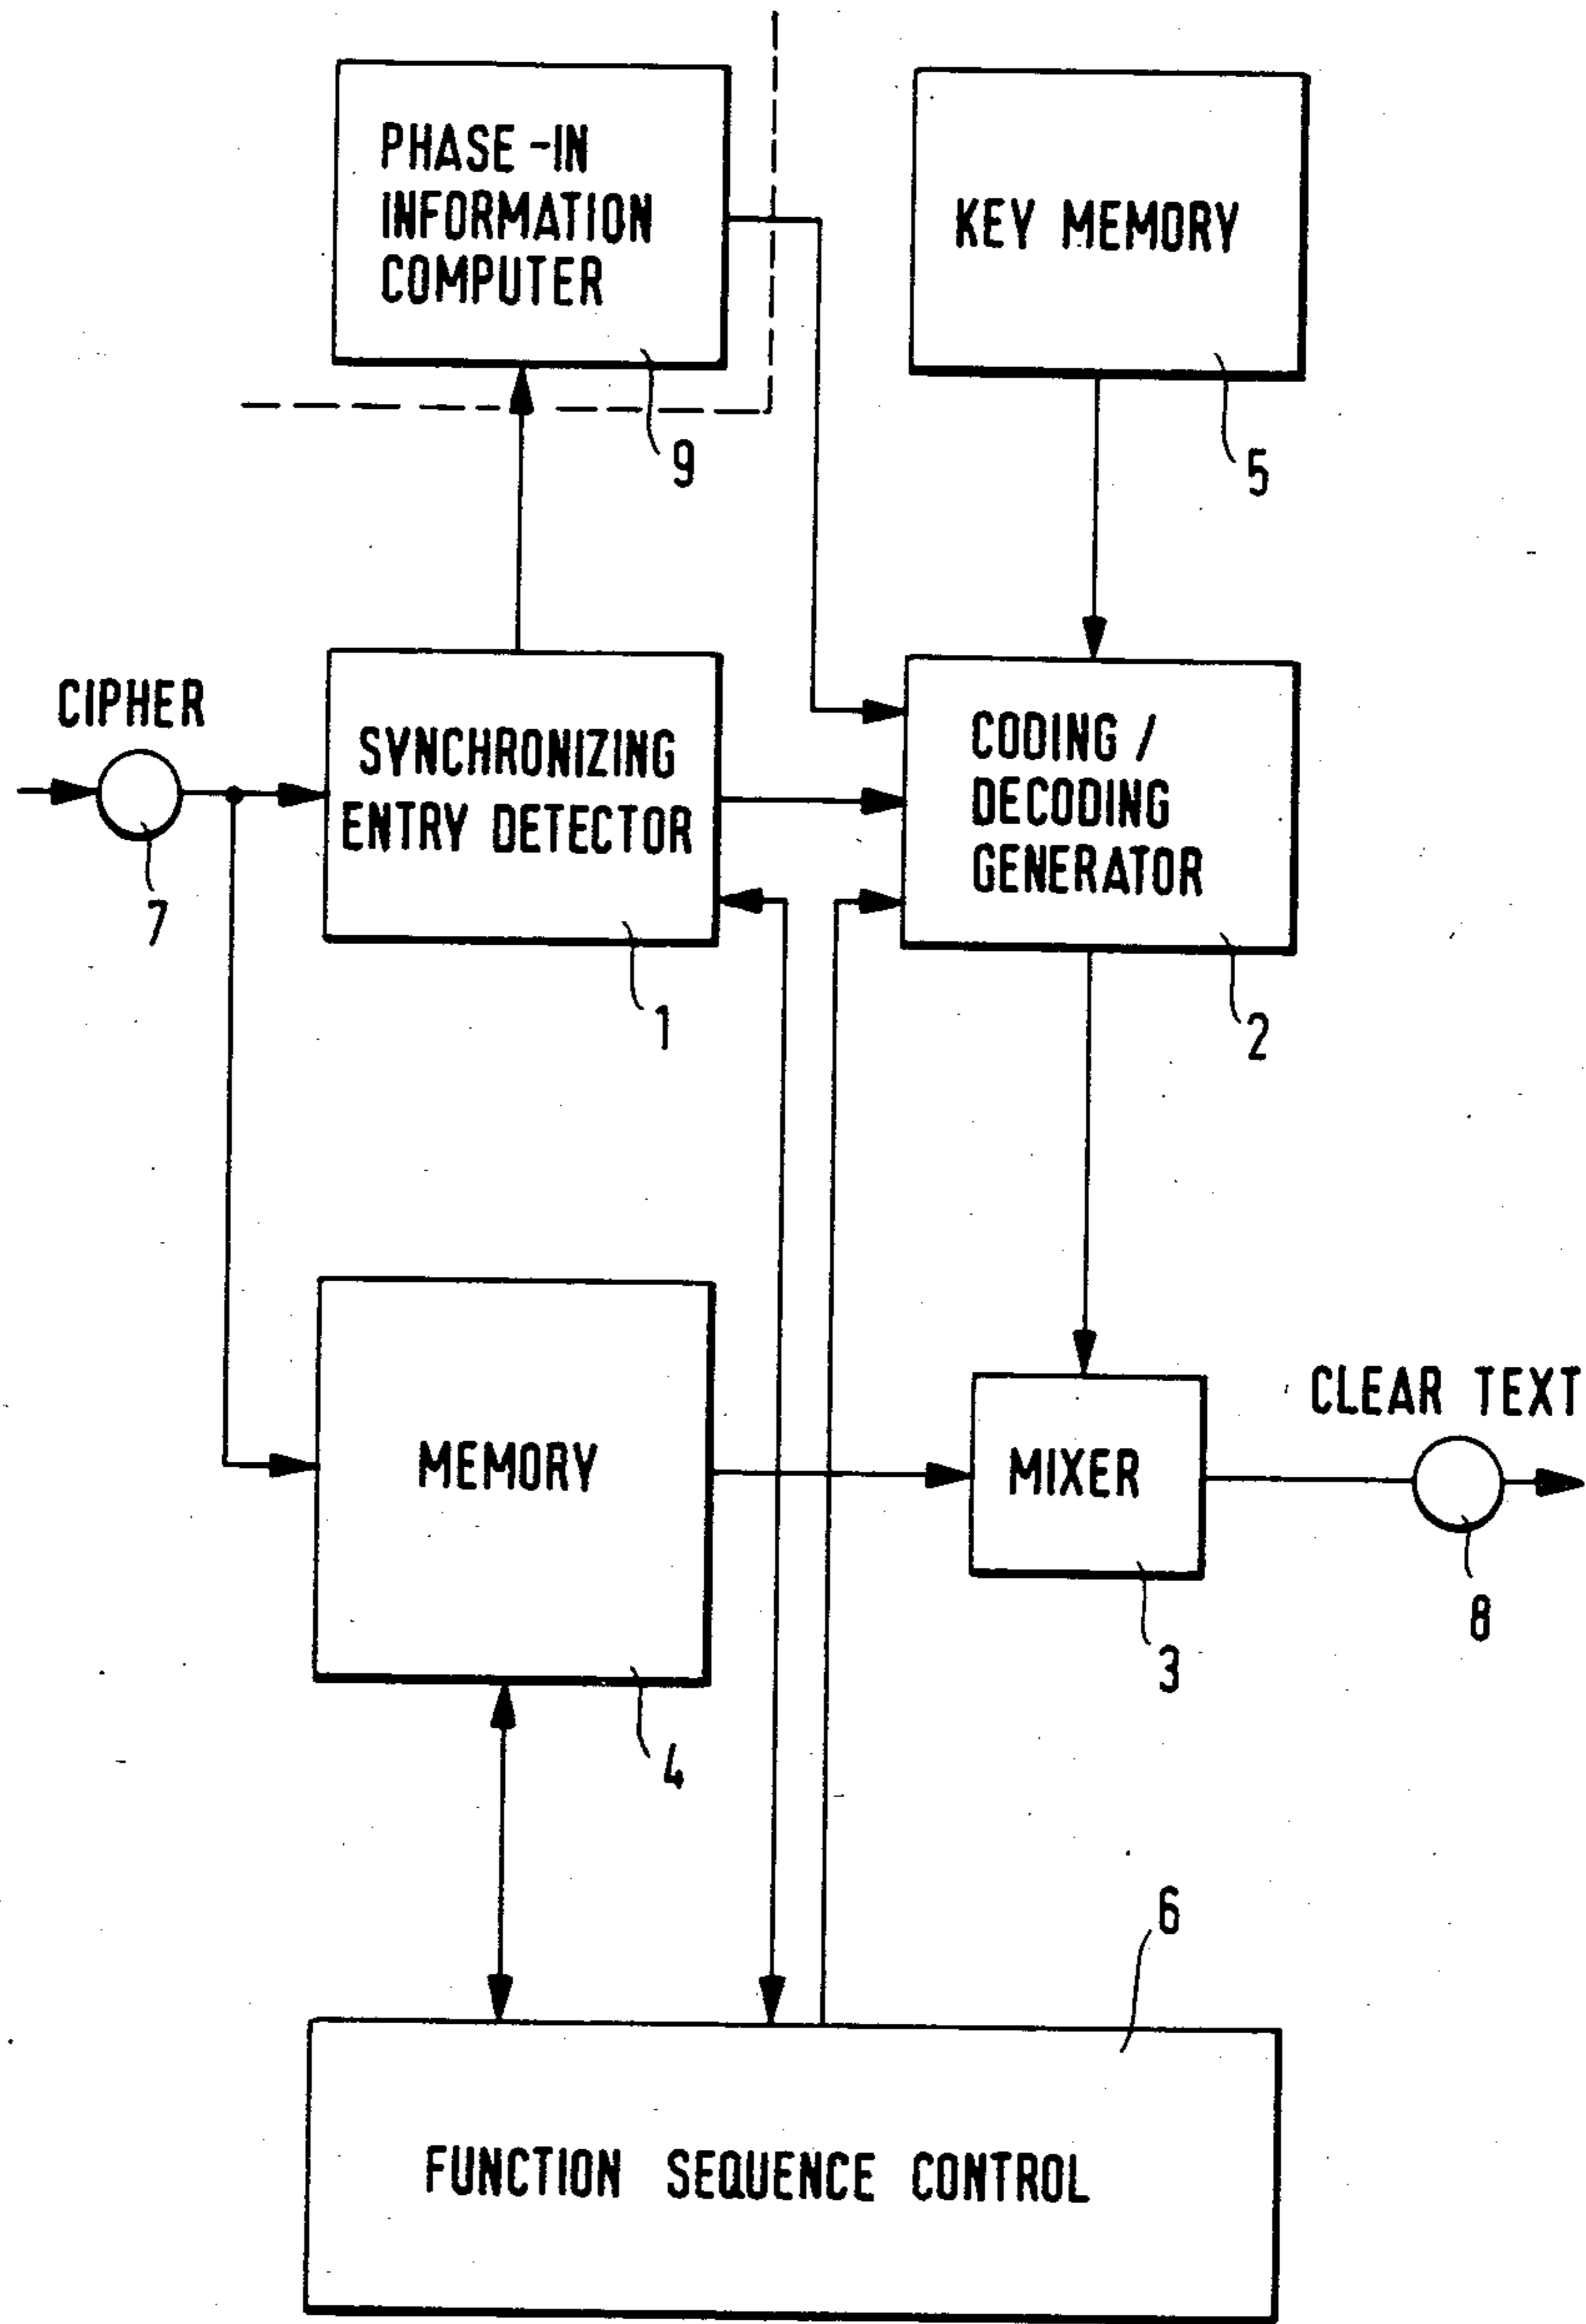 PHASE-IN
INFORMATION
COMPUTER
9
KEY MEMORY
5
CIPHER
7
SYNCHRONIZING
ENTRY DETECTOR
1
CODING /
DECODING
GENERATOR
2
MEMORY
4
MIXER
3
CLEAR TEXT
8
6
FUNCTION SEQUENCE CONTROL